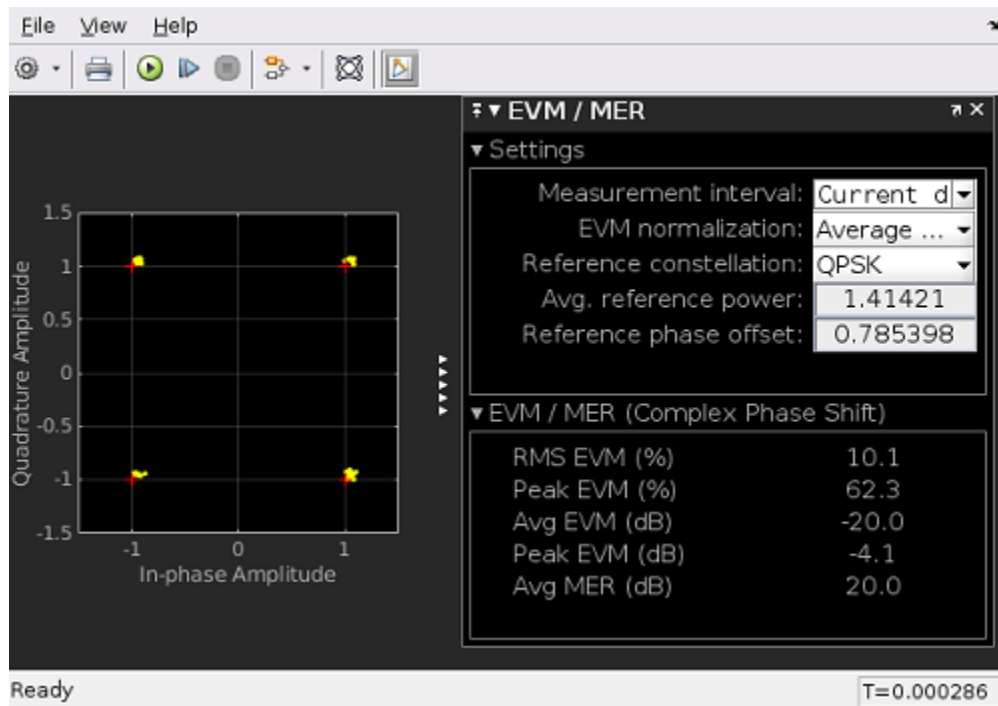 File View Help
EVM / MER
Settings
Measurement interval: Current d
EVM normalization: Average ...
Reference constellation: QPSK
Avg. reference power: 1.41421
Reference phase offset: 0.785398
EVM / MER (Complex Phase Shift)
RMS EVM (%) 10.1
Peak EVM (%) 62.3
Avg EVM (dB) -20.0
Peak EVM (dB) -4.1
Avg MER (dB) 20.0
Quadrature Amplitude
1.5
1
0.5
0
-0.5
-1
-1.5
-1 0 1
In-phase Amplitude
Ready T=0.000286